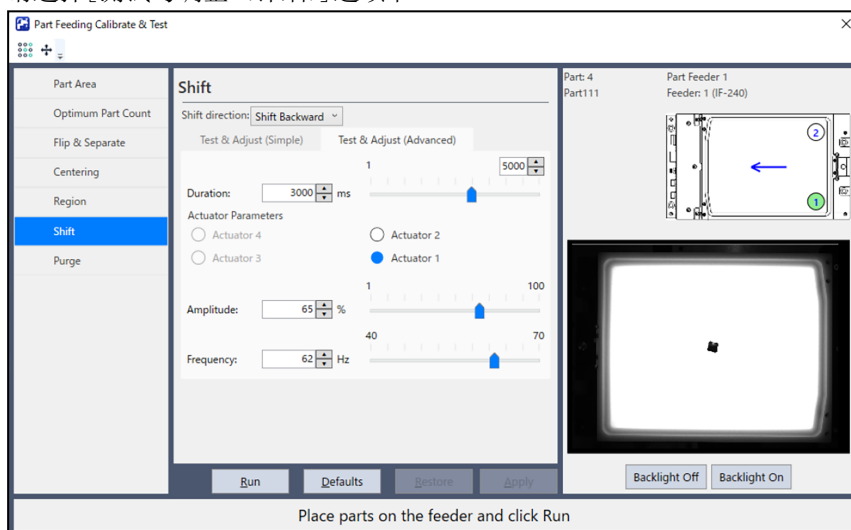 Part Feeding Calibrate & Test
Part Area
Optimum Part Count
Flip & Separate
Centering
Region
Shift
Purge
Shift
Shift direction: Shift Backward
Test & Adjust (Simple) Test & Adjust (Advanced)
1 5000
Duration: 3000 ms
Actuator Parameters
Actuator 4 Actuator 2
Actuator 3 Actuator 1
1 100
Amplitude: 65 %
40 70
Frequency: 62 Hz
Run Defaults Restore Apply
Part: 4 Part Feeder 1
Part111 Feeder: 1 (IF-240)
2
1
Backlight Off Backlight On
Place parts on the feeder and click Run